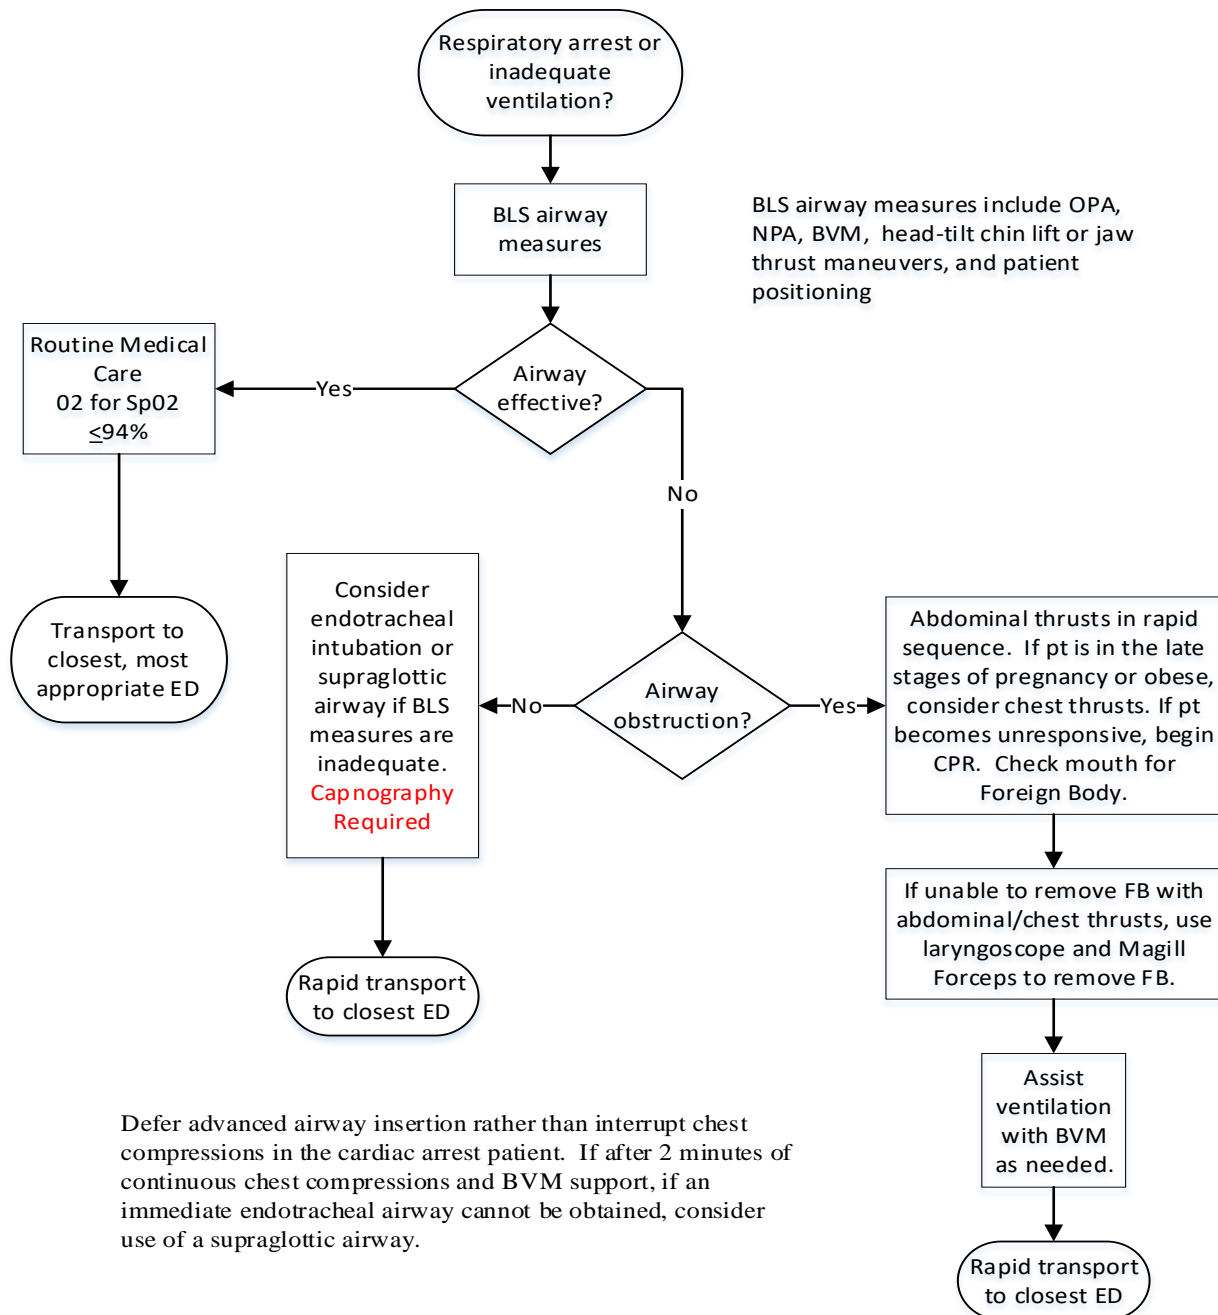 Respiratory arrest or
inadequate
ventilation?
BLS airway
measures
BLS airway measures include OPA,
NPA, BVM,  head-tilt chin lift or jaw
thrust maneuvers, and patient
positioning
Airway
effective?
Yes
Routine Medical
Care
02 for Sp02
≤94%
Transport to
closest, most
appropriate ED
No
Airway
obstruction?
No
Consider
endotracheal
intubation or
supraglottic
airway if BLS
measures are
inadequate.
Capnography
Required
Rapid transport
to closest ED
Yes
Abdominal thrusts in rapid
sequence.  If pt is in the late
stages of pregnancy or obese,
consider chest thrusts. If pt
becomes unresponsive, begin
CPR.  Check mouth for
Foreign Body.
If unable to remove FB with
abdominal/chest thrusts, use
laryngoscope and Magill
Forceps to remove FB.
Assist
ventilation
with BVM
as needed.
Rapid transport
to closest ED
Defer advanced airway insertion rather than interrupt chest
compressions in the cardiac arrest patient.  If after 2 minutes of
continuous chest compressions and BVM support, if an
immediate endotracheal airway cannot be obtained, consider
use of a supraglottic airway.